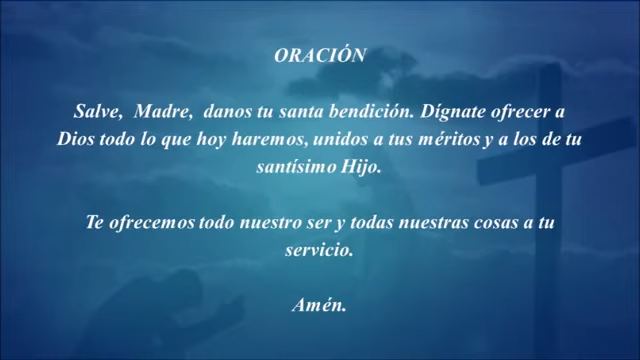 ORACIÓN
Salve, Madre, danos tu santa bendición. Dígnate ofrecer a
Dios todo lo que hoy haremos, unidos a tus méritos y a los de tu
santísimo Hijo.
Te ofrecemos todo nuestro ser y todas nuestras cosas a tu
servicio.
Amén.